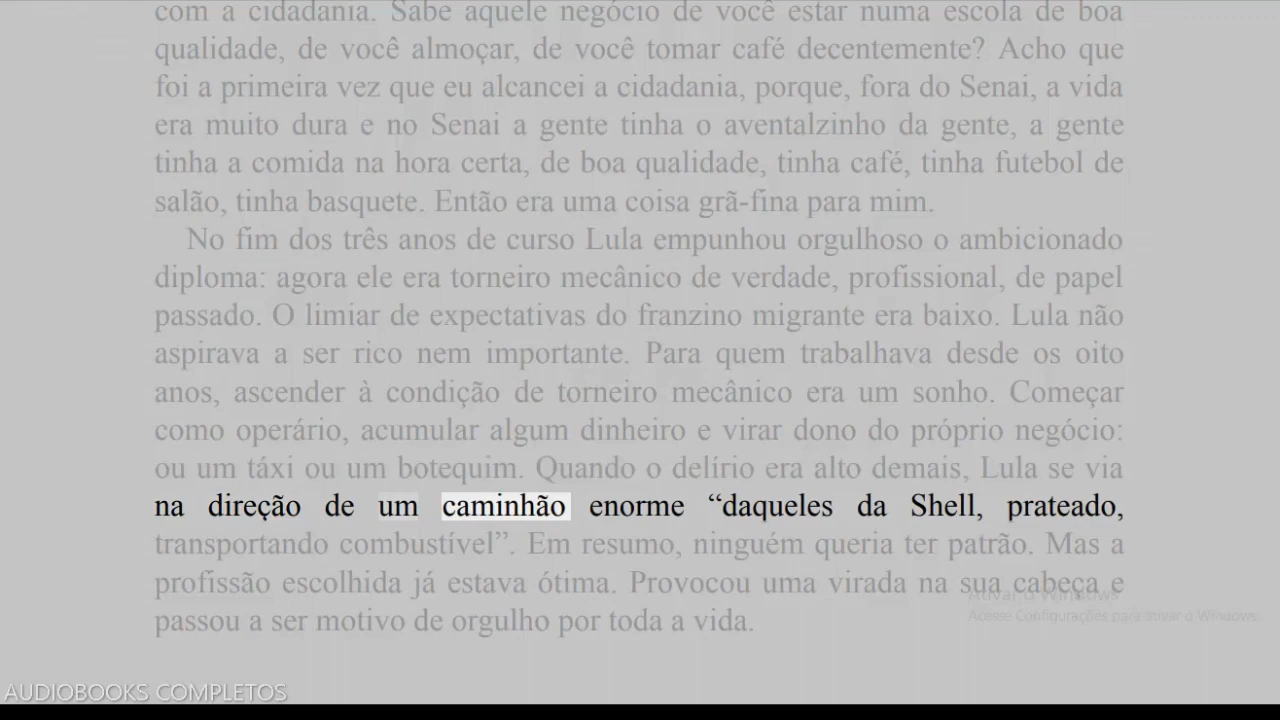 com a cidadania. Sabe aquele negócio de você estar numa escola de boa
qualidade, de você almoçar, de você tomar café decentemente? Acho que
foi a primeira vez que eu alcancei a cidadania, porque, fora do Senai, a vida
era muito dura e no Senai a gente tinha o aventalzinho da gente, a gente
tinha a comida na hora certa, de boa qualidade, tinha café, tinha futebol de
salão, tinha basquete. Então era uma coisa grã-fina para mim.
No fim dos três anos de curso Lula empunhou orgulhoso o ambicionado
diploma: agora ele era torneiro mecânico de verdade, profissional, de papel
passado. O limiar de expectativas do franzino migrante era baixo. Lula não
aspirava a ser rico nem importante. Para quem trabalhava desde os oito
anos, ascender à condição de torneiro mecânico era um sonho. Começar
como operário, acumular algum dinheiro e virar dono do próprio negócio:
ou um táxi ou um botequim. Quando o delírio era alto demais, Lula se via
na direção de um caminhão enorme “daqueles da Shell, prateado,
transportando combustível”. Em resumo, ninguém queria ter patrão. Mas a
profissão escolhida já estava ótima. Provocou uma virada na sua cabeça e
passou a ser motivo de orgulho por toda a vida.
Ativar o Windows
Acesse Configurações para ativar o Windows.
AUDIOBOOKS COMPLETOS